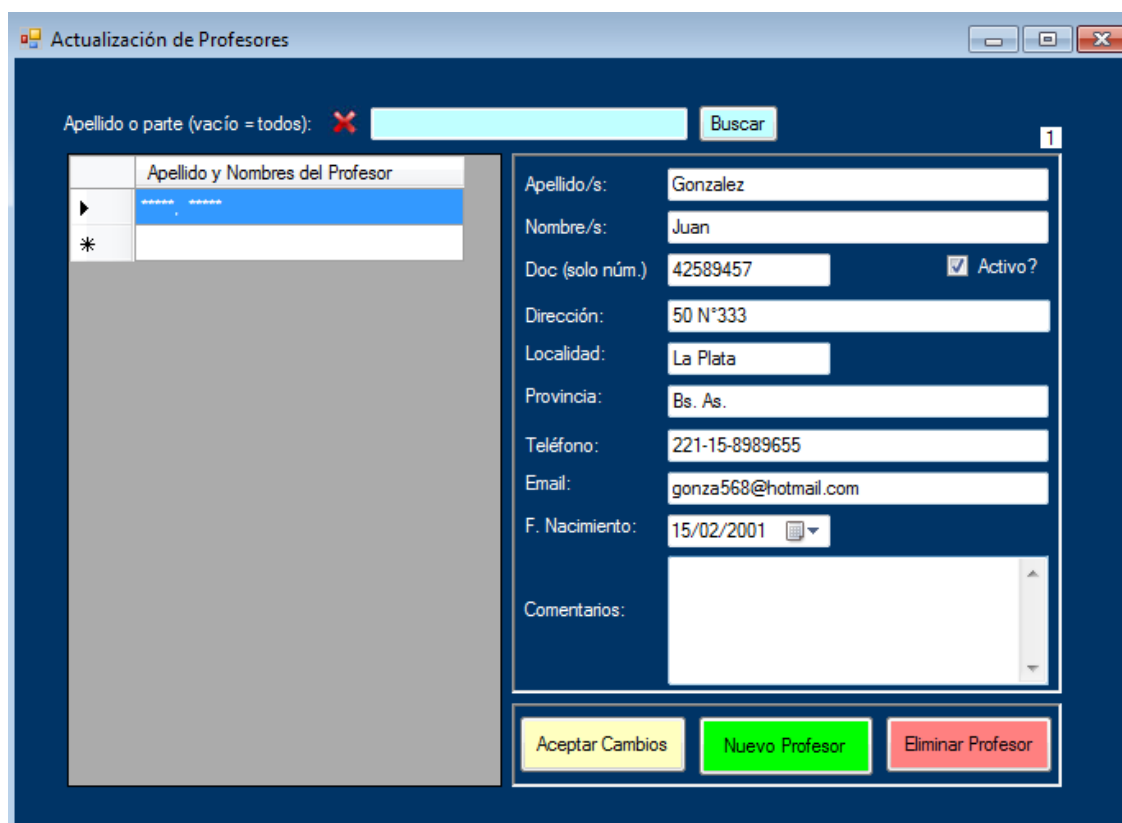 Actualización de Profesores
Apellido o parte (vacío = todos):
Buscar
1
Apellido y Nombres del Profesor
*****, *****
Apellido/s: Gonzalez
Nombre/s: Juan
Doc (solo núm.) 42589457 Activo?
Dirección: 50 N°333
Localidad: La Plata
Provincia: Bs. As.
Teléfono: 221-15-8989655
Email: gonza568@hotmail.com
F. Nacimiento: 15/02/2001
Comentarios:
Aceptar Cambios Nuevo Profesor Eliminar Profesor